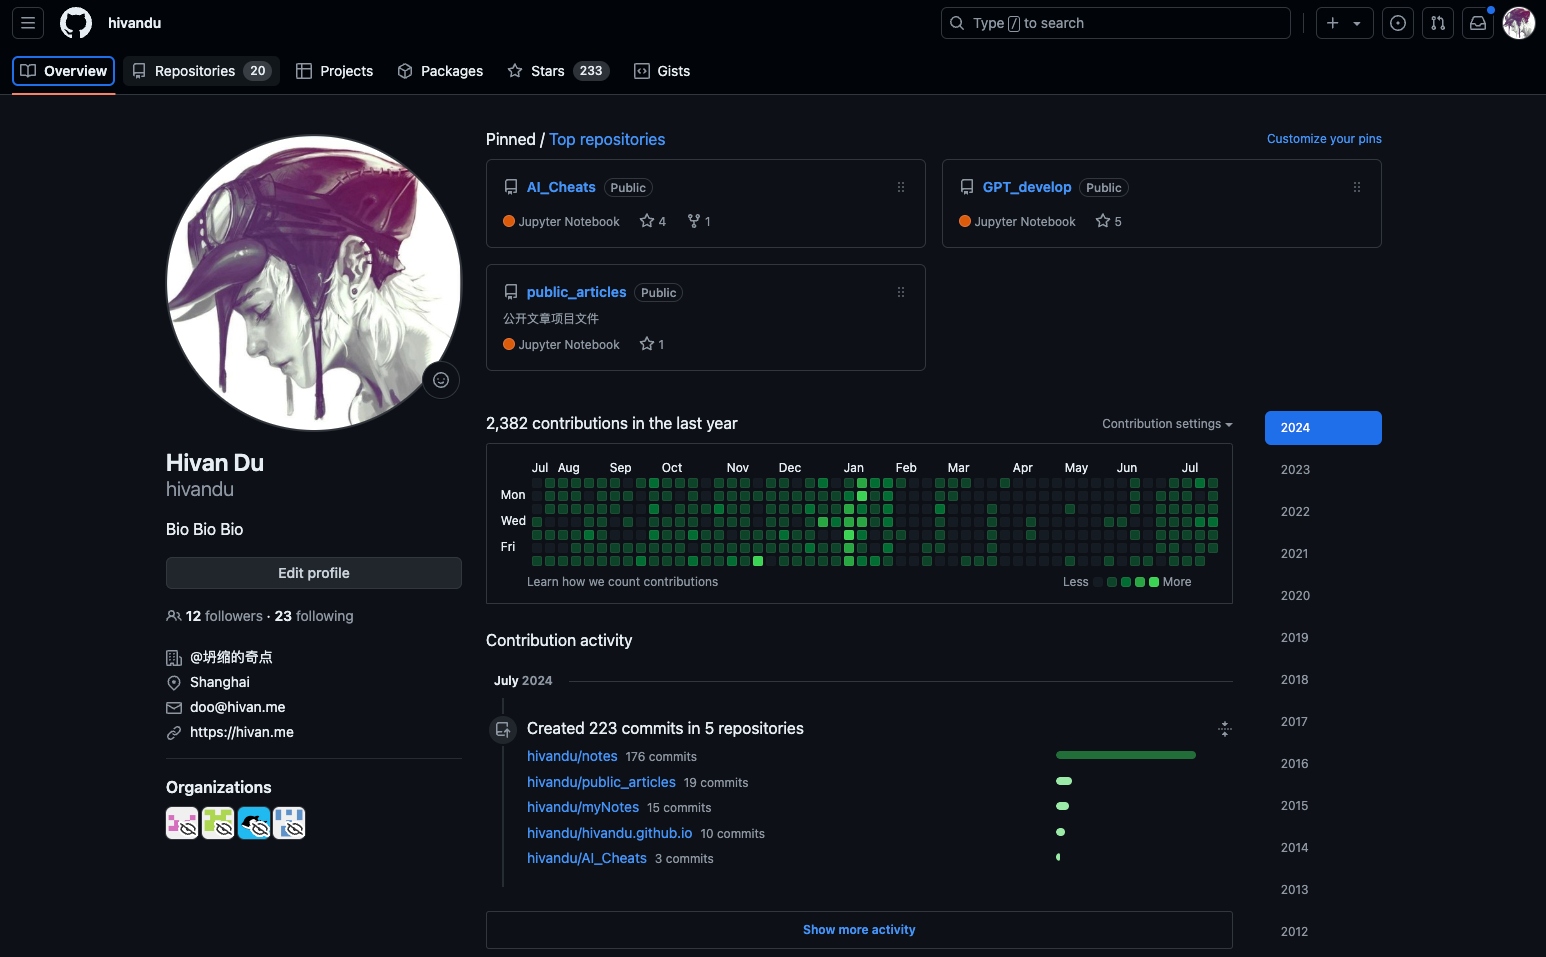 hivandu
Type / to search
Overview
Repositories 20
Projects
Packages
Stars 233
Gists
Pinned / Top repositories
Customize your pins
AI_Cheats Public
Jupyter Notebook 4 1
GPT_develop Public
Jupyter Notebook 5
public_articles Public
公开文章项目文件
Jupyter Notebook 1
Hivan Du
hivandu
Bio Bio Bio
Edit profile
12 followers · 23 following
@坍缩的奇点
Shanghai
doo@hivan.me
https://hivan.me
Organizations
2,382 contributions in the last year
Contribution settings
Jul Aug Sep Oct Nov Dec Jan Feb Mar Apr May Jun Jul
Mon
Wed
Fri
Learn how we count contributions
Less More
Contribution activity
July 2024
Created 223 commits in 5 repositories
hivandu/notes 176 commits
hivandu/public_articles 19 commits
hivandu/myNotes 15 commits
hivandu/hivandu.github.io 10 commits
hivandu/AI_Cheats 3 commits
Show more activity
2024
2023
2022
2021
2020
2019
2018
2017
2016
2015
2014
2013
2012